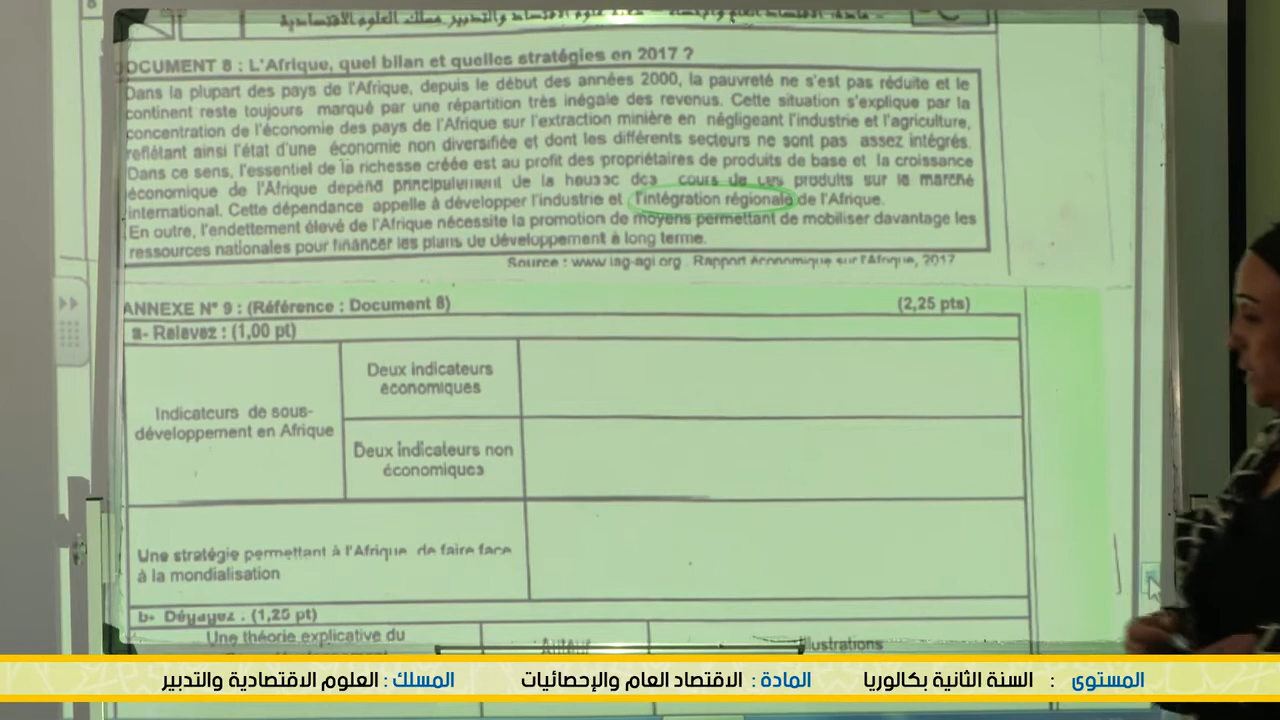 مسلك العلوم الاقتصادية
DOCUMENT 8 : L'Afrique, quel bilan et quelles stratégies en 2017 ?
Dans la plupart des pays de l'Afrique, depuis le début des années 2000, la pauvreté ne s'est pas réduite et le
continent reste toujours marqué par une répartition très inégale des revenus. Cette situation s'explique par la
concentration de l'économie des pays de l'Afrique sur l'extraction minière en négligeant l'industrie et l'agriculture,
reflétant ainsi l'état d'une économie non diversifiée et dont les différents secteurs ne sont pas assez intégrés.
Dans ce sens, l'essentiel de la richesse créée est au profit des propriétaires de produits de base et la croissance
économique de l'Afrique dépend principalement de la hausse des cours de ces produits sur le marché
international. Cette dépendance appelle à développer l'industrie et l'intégration régionale de l'Afrique.
En outre, l'endettement élevé de l'Afrique nécessite la promotion de moyens permettant de mobiliser davantage les
ressources nationales pour financer les plans de développement à long terme.
Source : www iag-agi org . Rapport économique sur l'Afrique, 2017
ANNEXE N° 9 : (Référence : Document 8) (2,25 pts)
a- Relevez : (1,00 pt)
Indicateurs de sous-
développement en Afrique
Deux indicateurs
économiques
Deux indicateurs non
économiques
Une stratégie permettant à l'Afrique de faire face
à la mondialisation
b- Dégagez : (1,25 pt)
Une théorie explicative du
Auteur
Illustrations
المستوى : السنة الثانية بكالوريا المادة : الاقتصاد العام والإحصائيات المسلك : العلوم الاقتصادية والتدبير